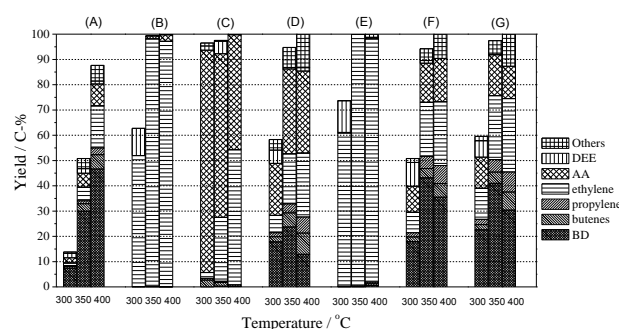 (A) (B) (C) (D) (E) (F) (G)
100
90
80
70
60
50
40
30
20
10
0
Yield / C-%
Others
DEE
AA
ethylene
propylene
butenes
BD
300 350 400 300 350 400 300 350 400 300 350 400 300 350 400 300 350 400 300 350 400
Temperature / °C